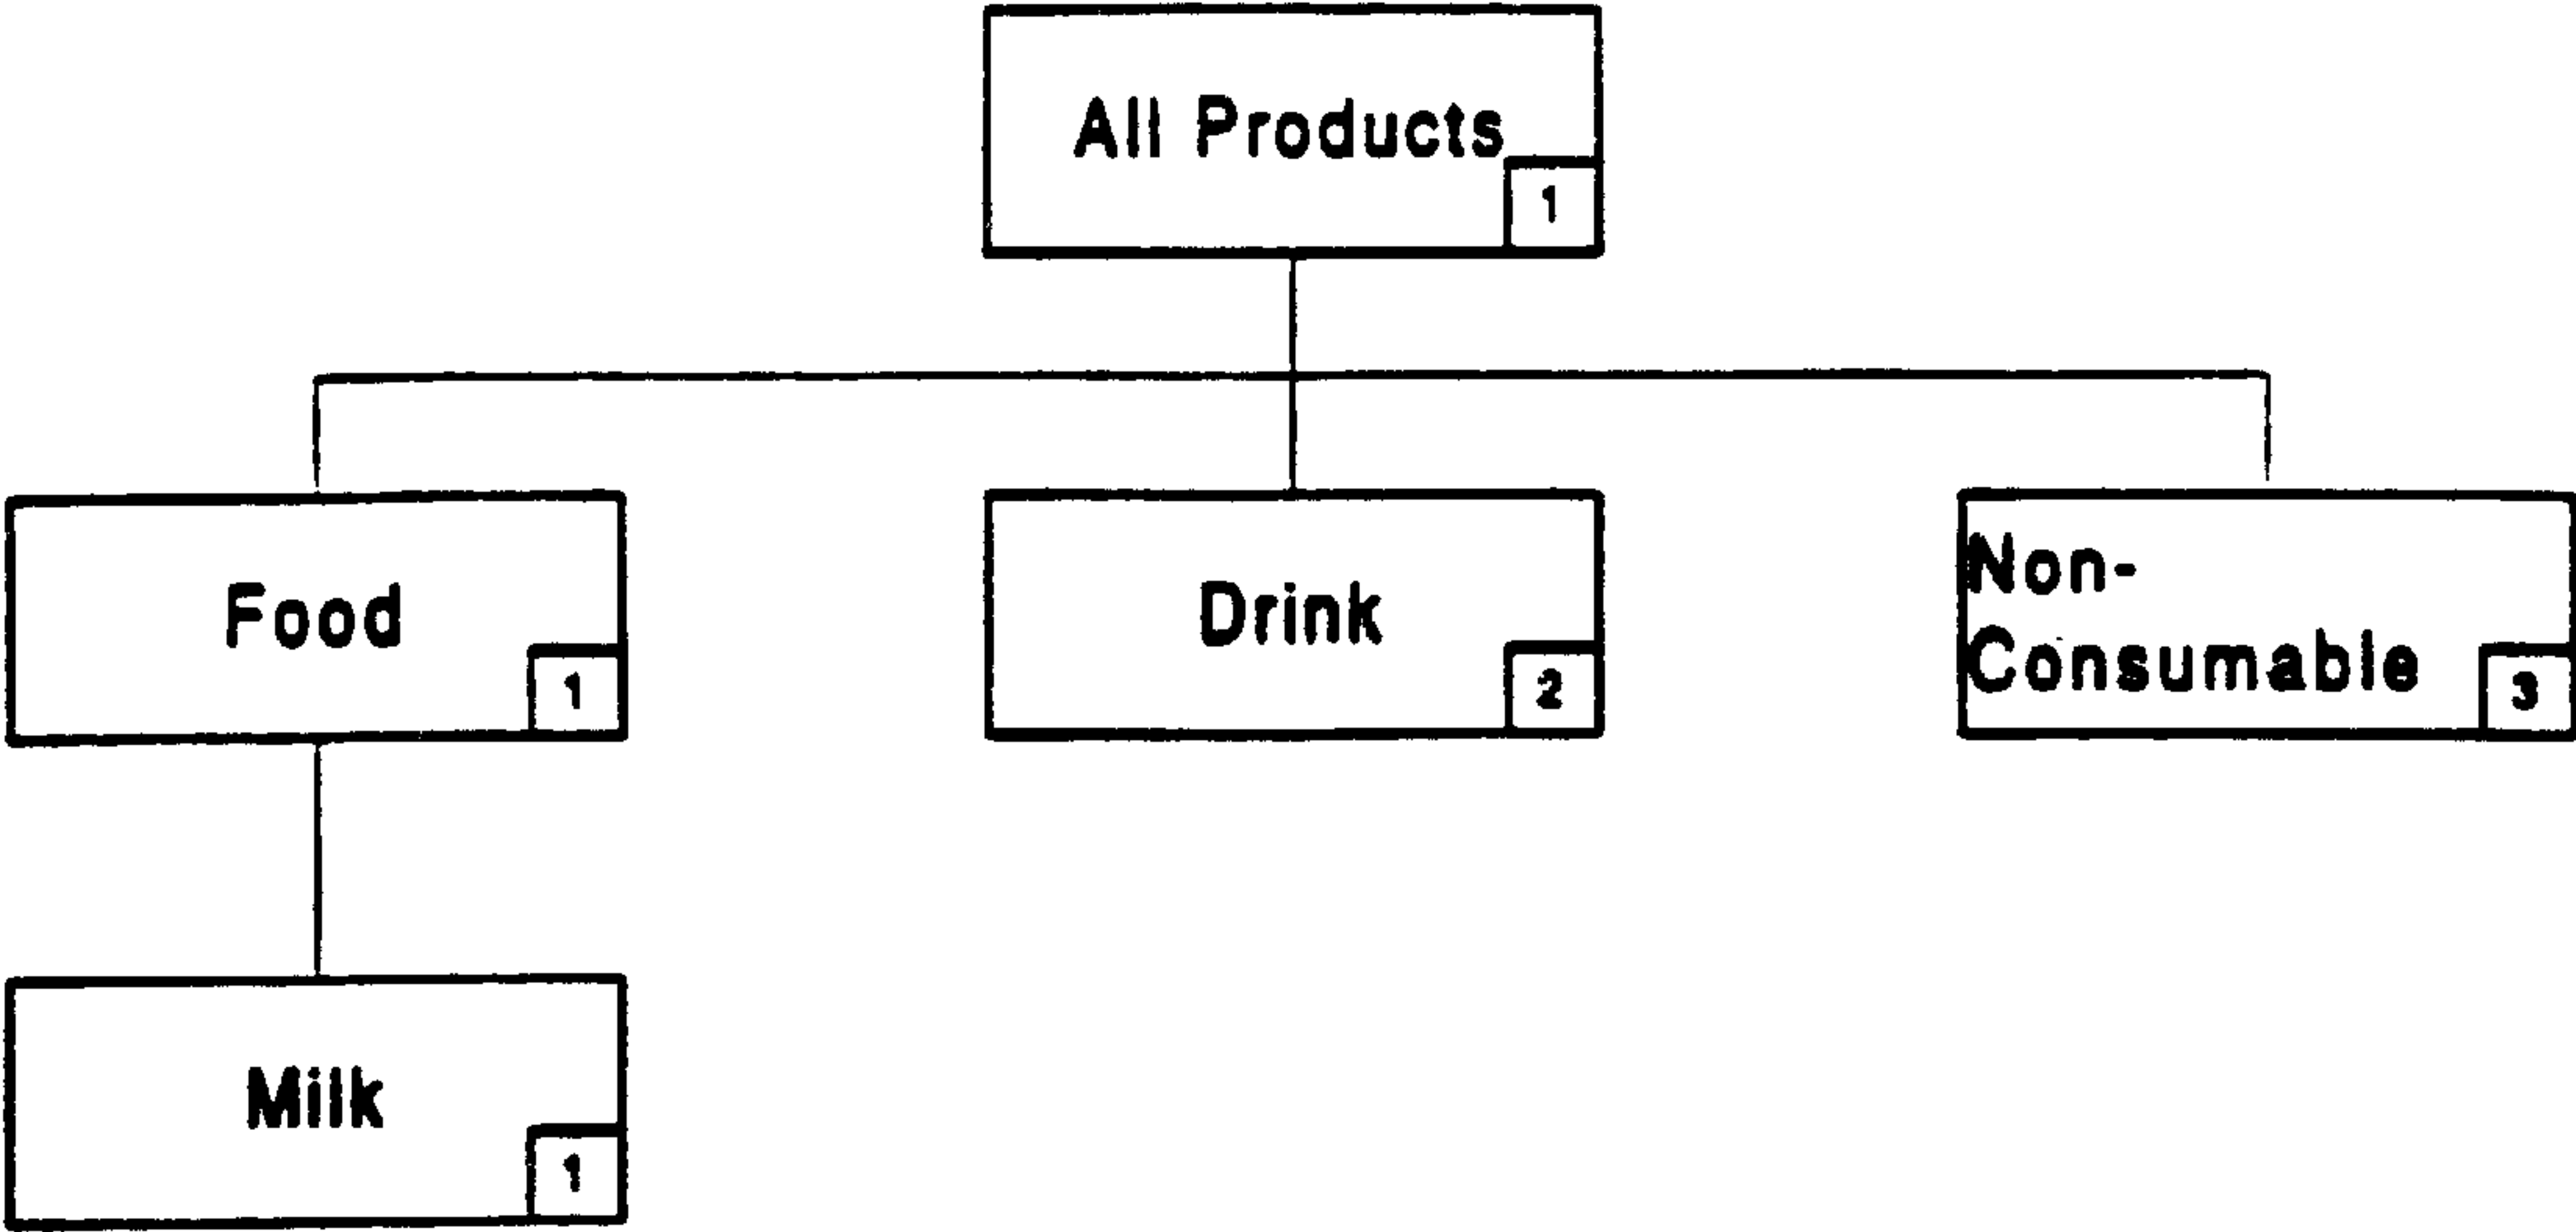 All Products
1
Food
1
Drink
2
Non-
Consumable
3
Milk
1